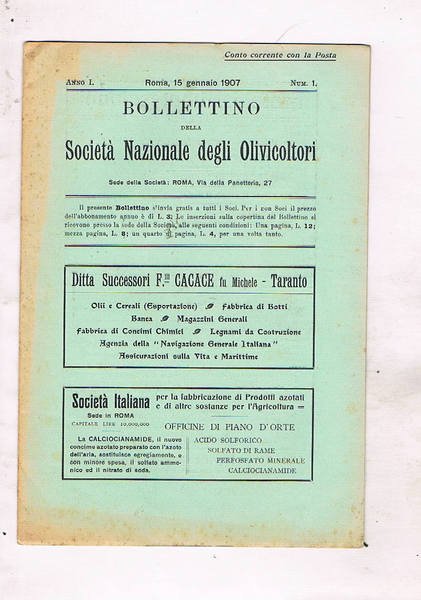 Conto corrente con la Posta
ANNO I. Roma, 15 gennaio 1907 NUM. 1.
BOLLETTINO
DELLA
Società Nazionale degli Olivicoltori
Sede della Società: ROMA, Via della Panetteria, 27
Il presente Bollettino s'invia gratis a tutti i Soci. Per i non Soci il prezzo
dell'abbonamento annuo è di L. 3; Le inserzioni sulla copertina del Bollettino si
ricevono presso la sede della Società, alle seguenti condizioni: Una pagina, L. 12;
mezza pagina, L. 8; un quarto di pagina, L. 4, per una volta tanto.
Ditta Successori F.lli CACACE fu Michele - Taranto
Olii e Cereali (Esportazione) Fabbrica di Botti
Banca Magazzini Generali
Fabbrica di Concimi Chimici Legnami da Costruzione
Agenzia della "Navigazione Generale Italiana"
Assicurazioni sulla Vita e Marittime
Società Italiana per la fabbricazione di Prodotti azotati
e di altre sostanze per l'Agricoltura =
Sede in ROMA
CAPITALE LIRE 10,000,000
OFFICINE DI PIANO D'ORTE
La CALCIOCIANAMIDE, il nuovo
concime azotato preparato con l'azoto
dell'aria, sostituisce egregiamente, e
con minore spesa, il solfato ammo-
nico ed il nitrato di soda.
ACIDO SOLFORICO
SOLFATO DI RAME
PERFOSFATO MINERALE
CALCIOCIANAMIDE